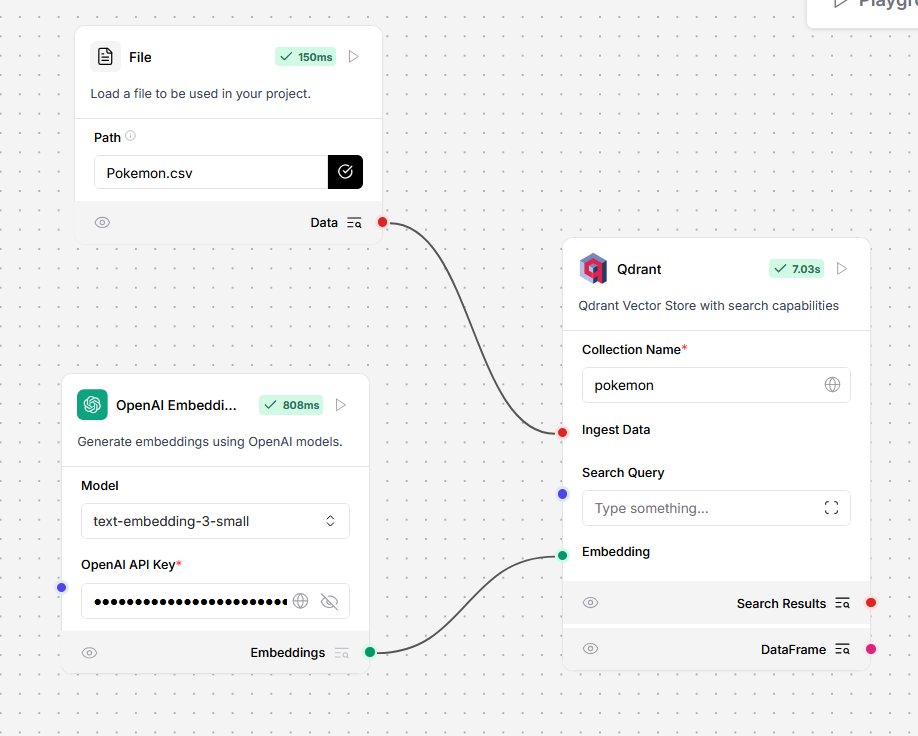 Playgro
File
150ms
Load a file to be used in your project.
Path
Pokemon.csv
Data
Qdrant
7.03s
Qdrant Vector Store with search capabilities
Collection Name*
pokemon
Ingest Data
Search Query
Type something...
Embedding
Search Results
DataFrame
OpenAI Embeddi...
808ms
Generate embeddings using OpenAI models.
Model
text-embedding-3-small
OpenAI API Key*
Embeddings